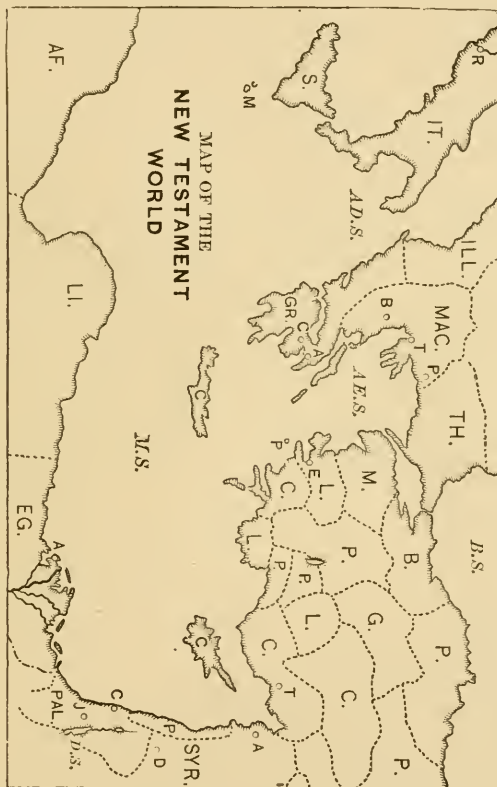 MAP OF THE
NEW TESTAMENT
WORLD
R
IT.
ILL.
MAC.
TH.
B.S.
AD.S.
B
T
P
AE.S.
GR.
C
A
S.
M
M.
B.
P.
P.
G
P.
L.
E
P
C.
L.
P.
P.
L.
C.
C.
T
C
C
M.S.
A
SYR.
P.
D
C
J
PAL.
D.S.
AF.
LI.
EG.
A